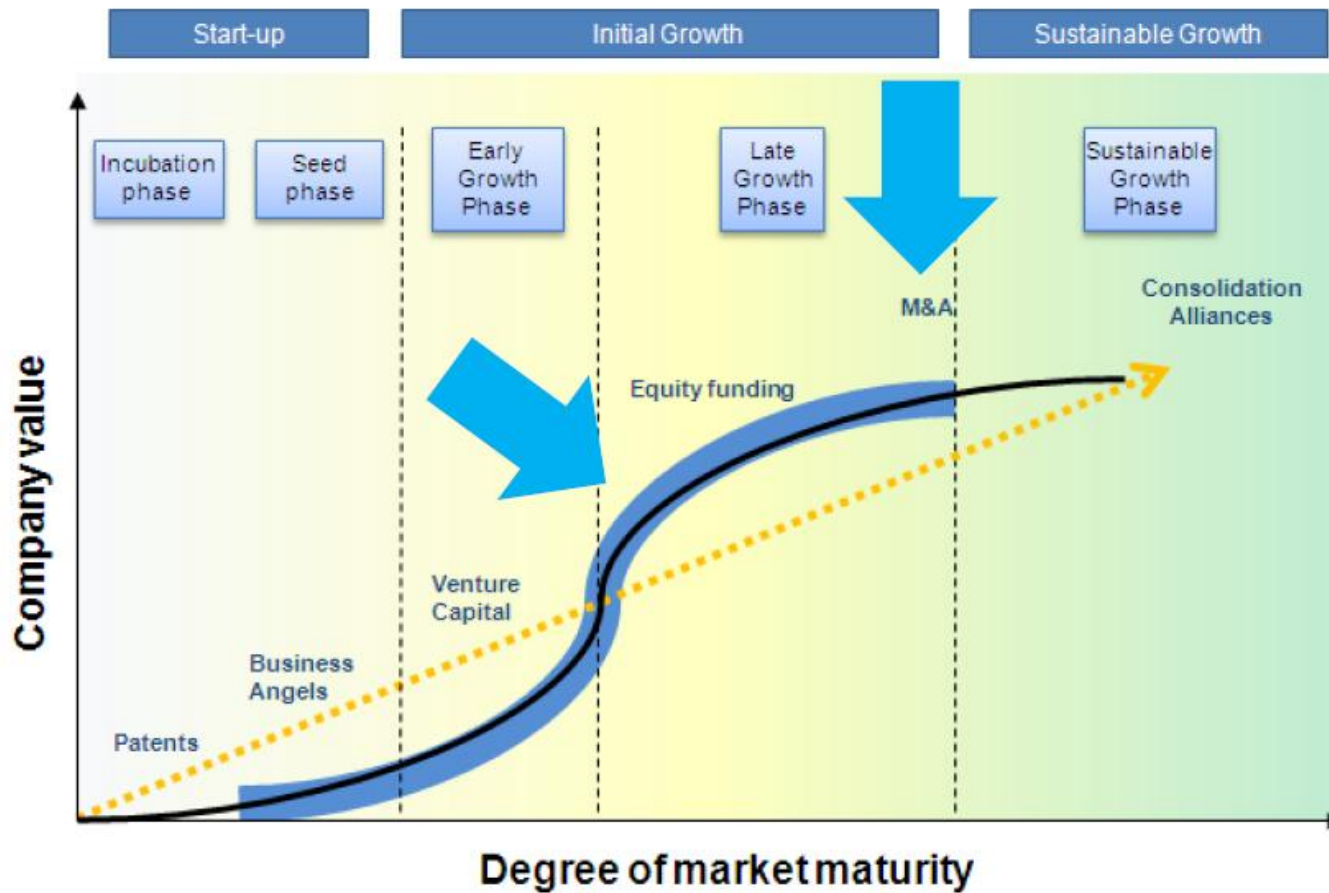 Start-up
Initial Growth
Sustainable Growth
Incubation
phase
Seed
phase
Early
Growth
Phase
Late
Growth
Phase
Sustainable
Growth
Phase
M&A
Consolidation
Alliances
Equity funding
Venture
Capital
Business
Angels
Patents
Company value
Degree of market maturity